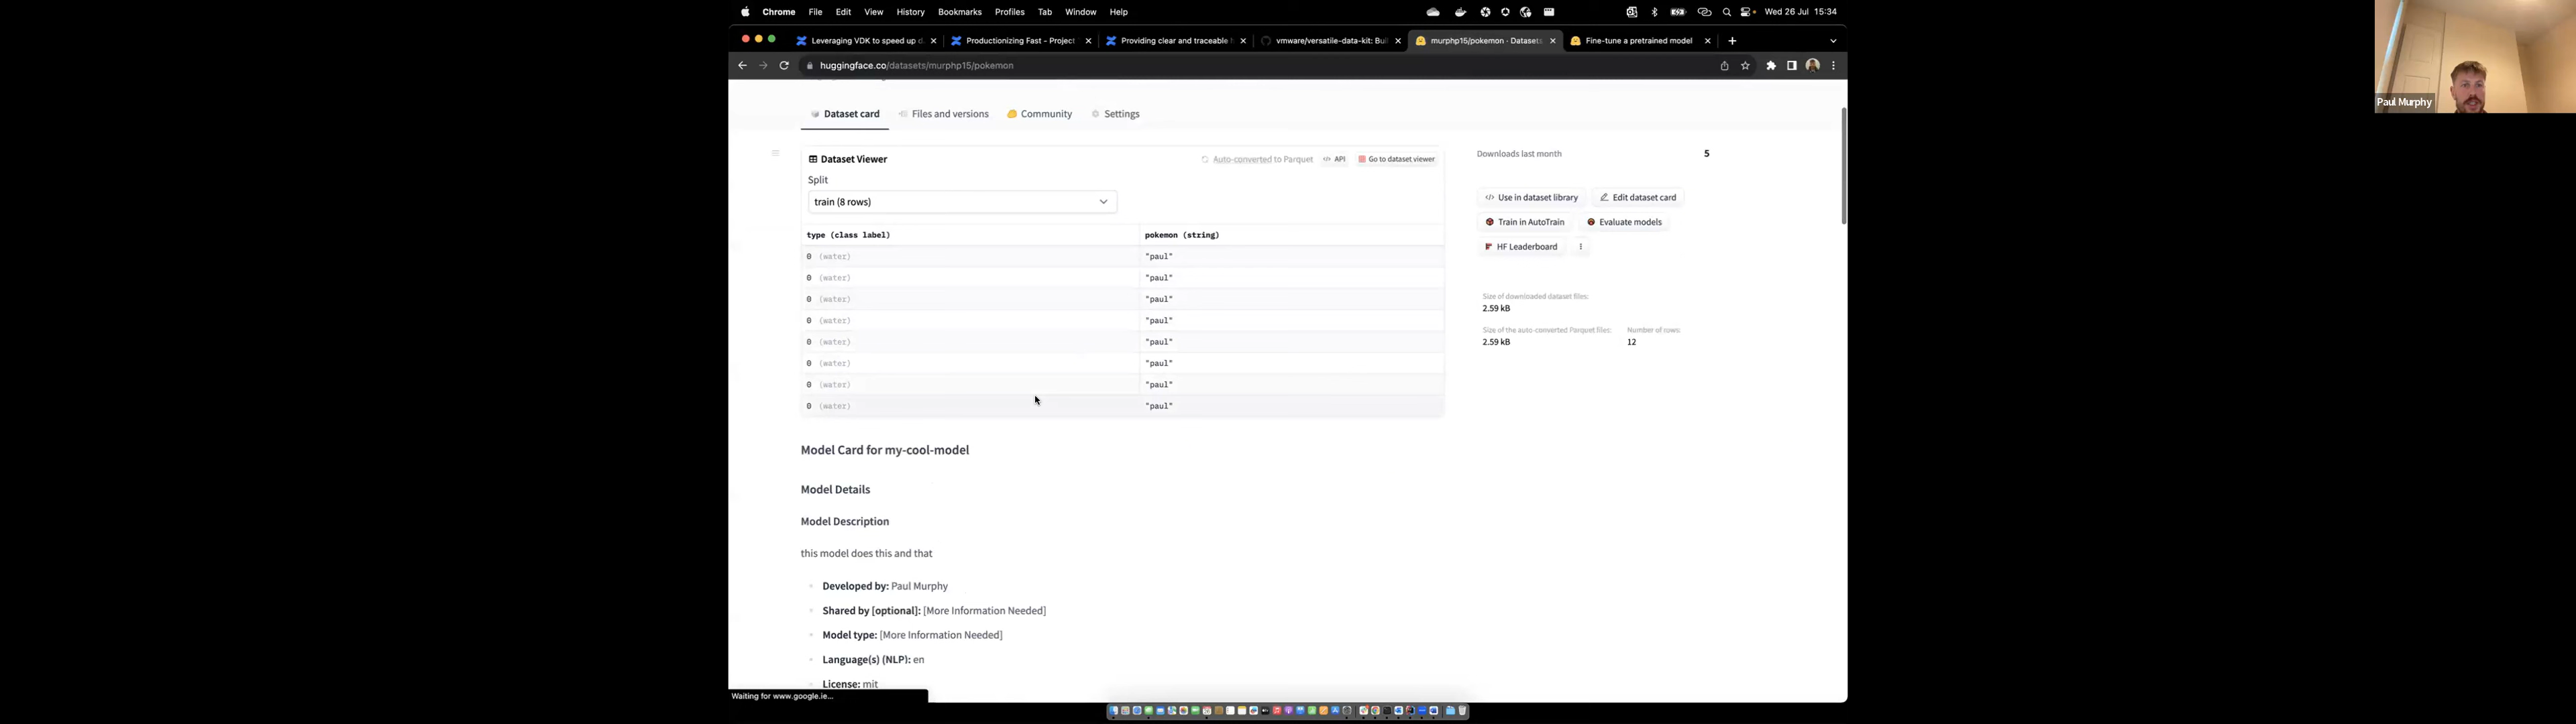 Chrome File Edit View History Bookmarks Profiles Tab Window Help Wed 26 Jul 15:34
Leveraging VDK to speed up d Productionizing Fast - Project Providing clear and traceable h vmware/versatile-data-kit: Bui murphp15/pokemon · Datasets Fine-tune a pretrained model
huggingface.co/datasets/murphp15/pokemon
Paul Murphy
Dataset card Files and versions Community Settings
Dataset Viewer Auto-converted to Parquet API Go to dataset viewer
Split
train (8 rows)
type (class label) pokemon (string)
0 (water) "paul"
0 (water) "paul"
0 (water) "paul"
0 (water) "paul"
0 (water) "paul"
0 (water) "paul"
0 (water) "paul"
0 (water) "paul"
Downloads last month 5
Use in dataset library Edit dataset card
Train in AutoTrain Evaluate models
HF Leaderboard
Size of downloaded dataset files:
2.59 kB
Size of the auto-converted Parquet files: Number of rows:
2.59 kB 12
Model Card for my-cool-model
Model Details
Model Description
this model does this and that
Developed by: Paul Murphy
Shared by [optional]: [More Information Needed]
Model type: [More Information Needed]
Language(s) (NLP): en
License: mit
Waiting for www.google.ie...